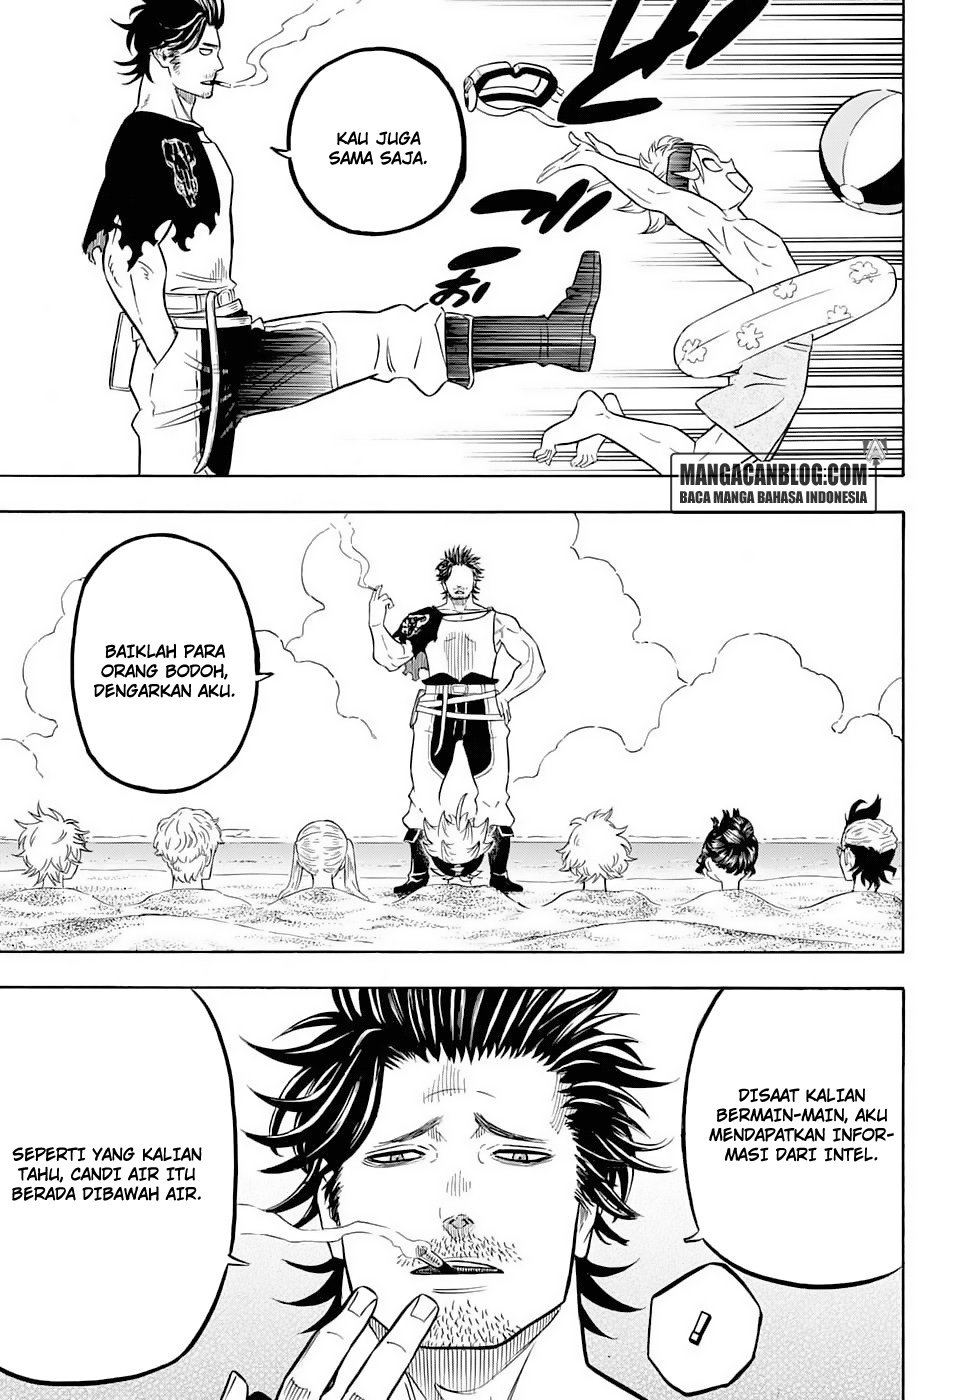 KAU JUGA
SAMA SAJA.
MANGACANBLOG.COM
BACA MANGA BAHASA INDONESIA
BAIKLAH PARA
ORANG BODOH,
DENGARKAN AKU.
DISAAT KALIAN
BERMAIN-MAIN, AKU
MENDAPATKAN INFOR-
MASI DARI INTEL.
!
SEPERTI YANG KALIAN
TAHU, CANDI AIR ITU
BERADA DIBAWAH AIR.